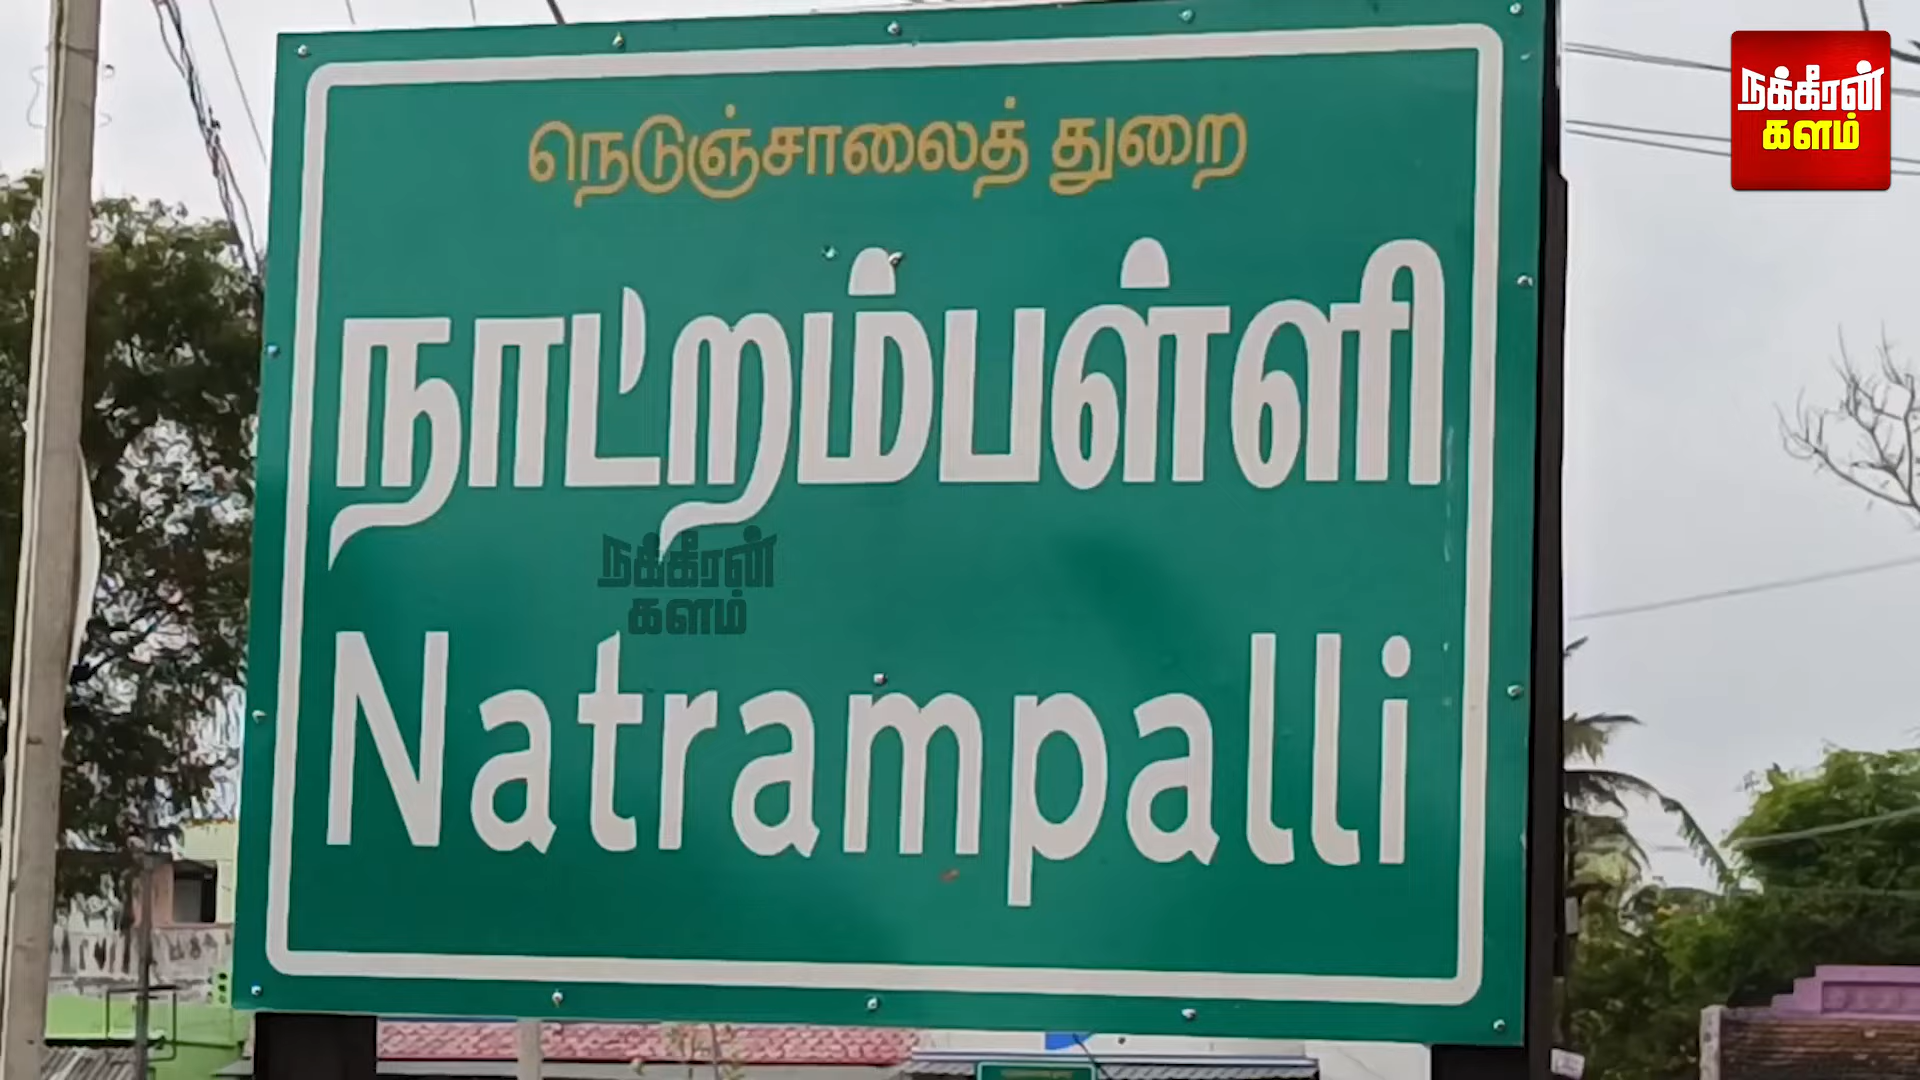 நெடுஞ்சாலைத் துறை
நாட்றம்பள்ளி
Natrampalli
நக்கீரன்
களம்
நக்கீரன்
களம்